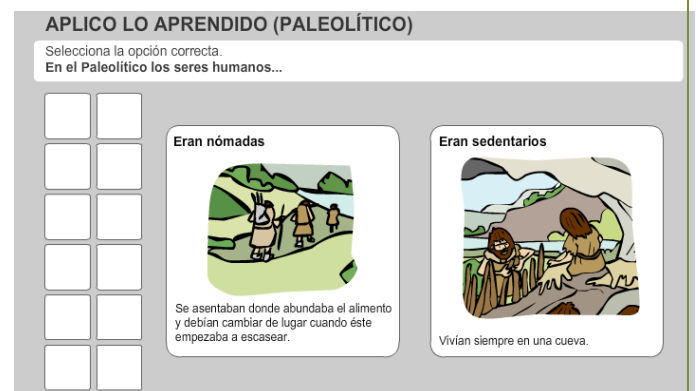 APLICO LO APRENDIDO (PALEOLÍTICO)
Selecciona la opción correcta.
En el Paleolítico los seres humanos...
Eran nómadas
Se asentaban donde abundaba el alimento
y debían cambiar de lugar cuando éste
empezaba a escasear.
Eran sedentarios
Vivían siempre en una cueva.